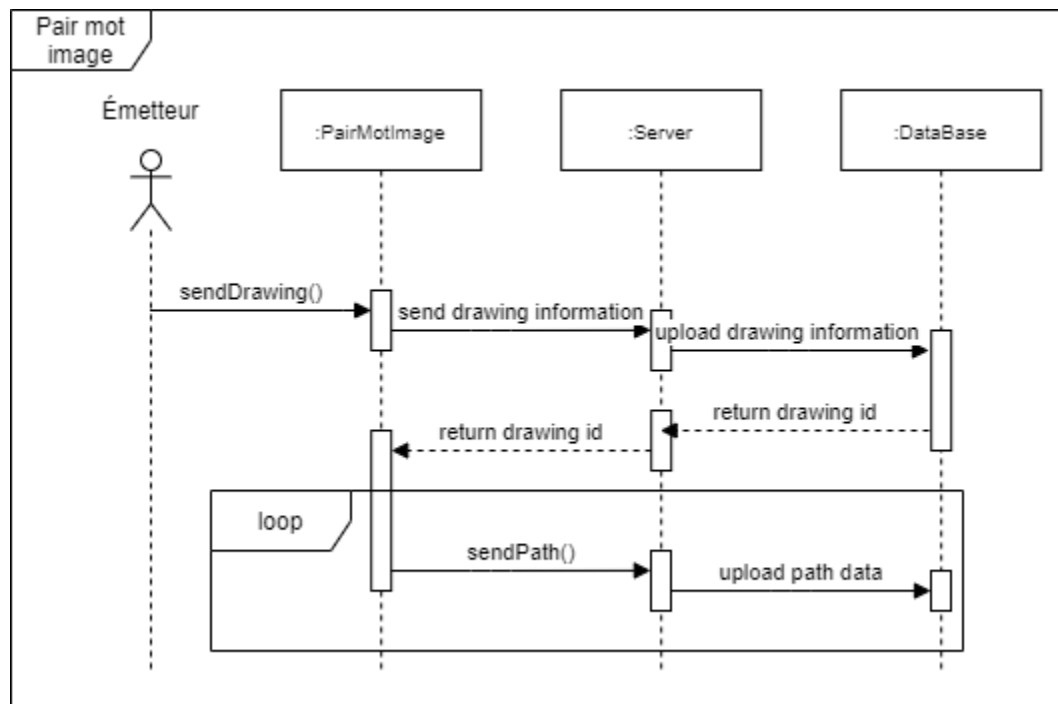 Pair mot
image
Émetteur
:PairMotImage
:Server
:DataBase
sendDrawing()
send drawing information
upload drawing information
return drawing id
return drawing id
loop
sendPath()
upload path data